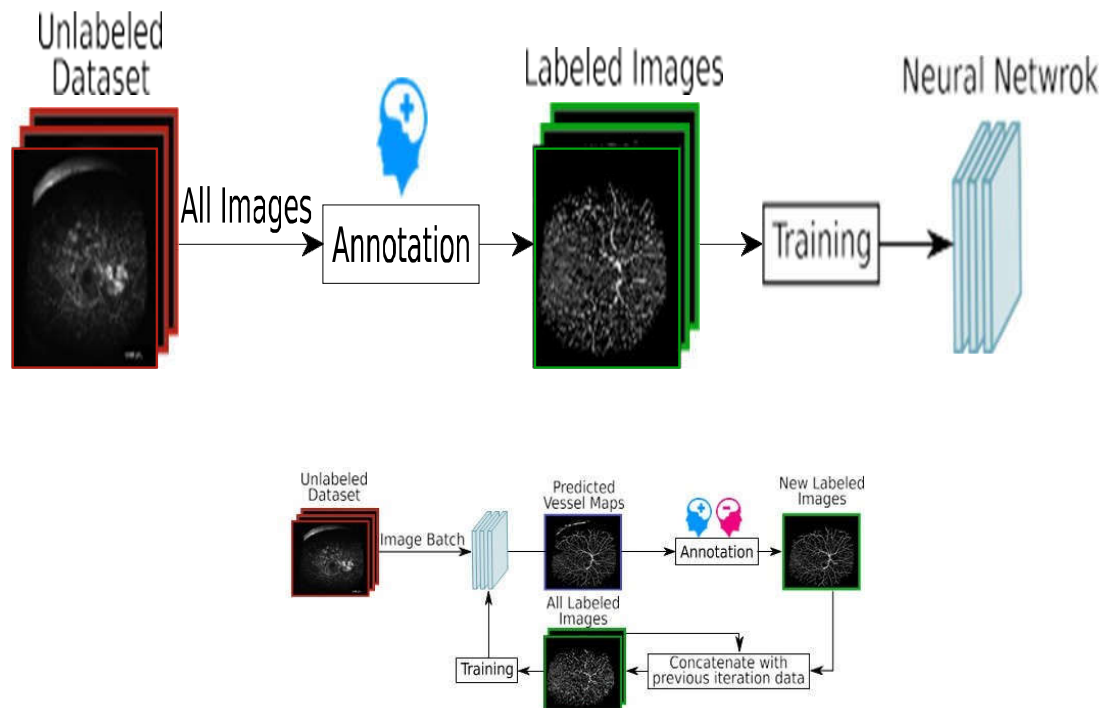 Unlabeled
Dataset
All Images
Annotation
Labeled Images
Training
Neural Netwrok
Unlabeled
Dataset
Image Batch
Predicted
Vessel Maps
Annotation
New Labeled
Images
All Labeled
Images
Training
Concatenate with
previous iteration data